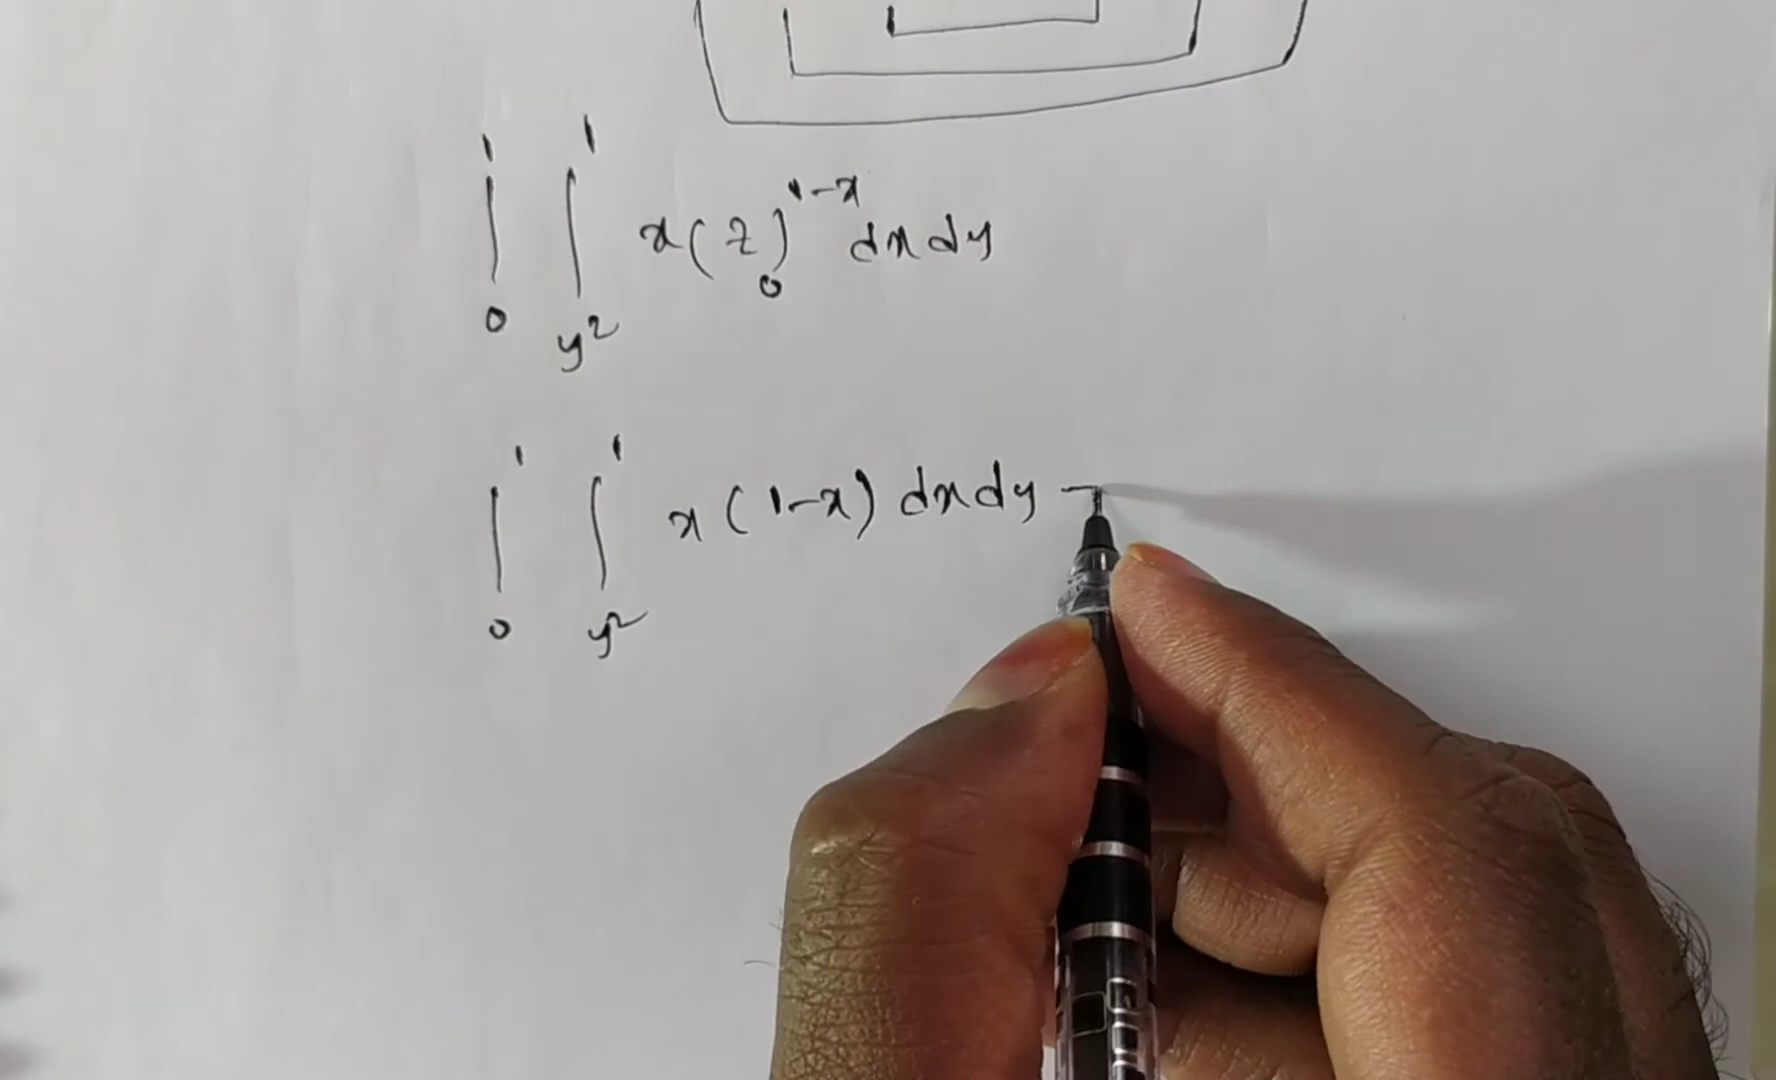 ∫₀¹ ∫_{y²}¹ x(z)₀^{1-x} dx dy
∫₀¹ ∫_{y²}¹ x(1-x) dx dy